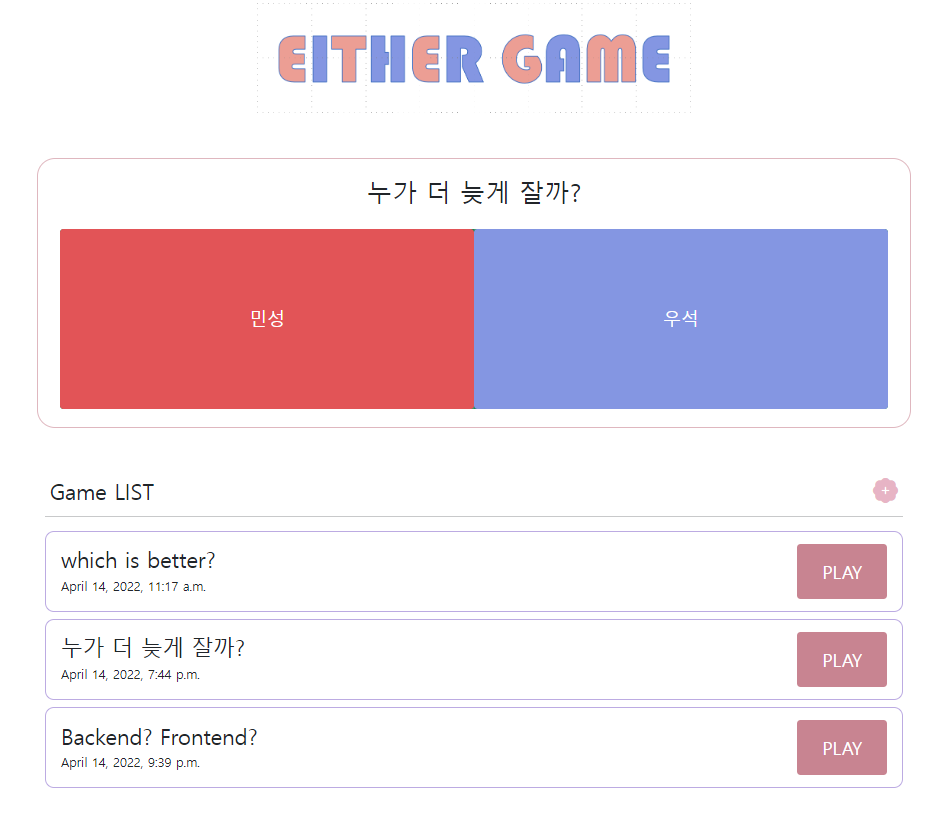 EITHER GAME
누가 더 늦게 잘까?
민성
우석
Game LIST
+
which is better?
April 14, 2022, 11:17 a.m.
PLAY
누가 더 늦게 잘까?
April 14, 2022, 7:44 p.m.
PLAY
Backend? Frontend?
April 14, 2022, 9:39 p.m.
PLAY